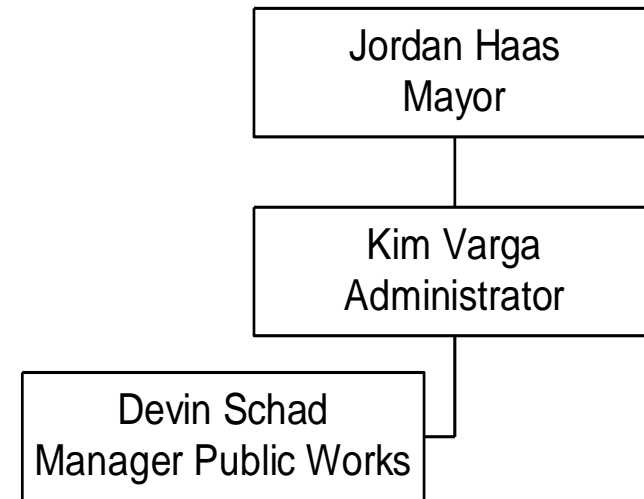 Jordan Haas
Mayor
Kim Varga
Administrator
Devin Schad
Manager Public Works